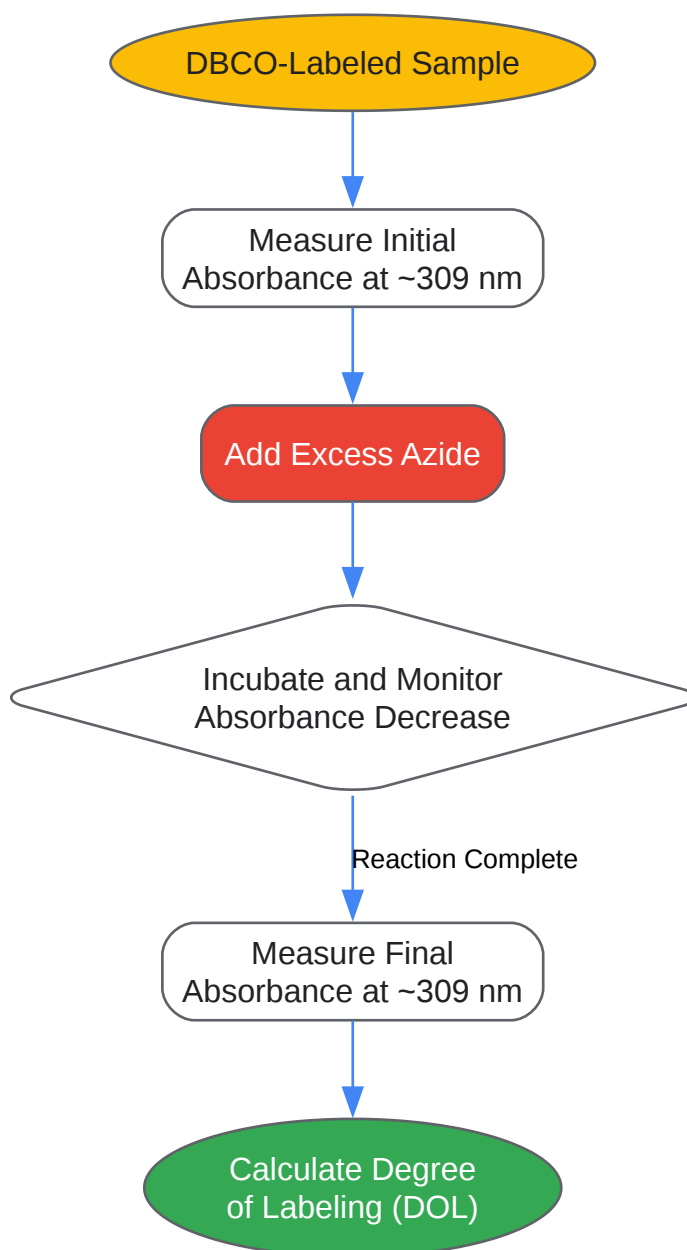 DBCO-Labeled Sample
Measure Initial
Absorbance at ~309 nm
Add Excess Azide
Incubate and Monitor
Absorbance Decrease
Reaction Complete
Measure Final
Absorbance at ~309 nm
Calculate Degree
of Labeling (DOL)